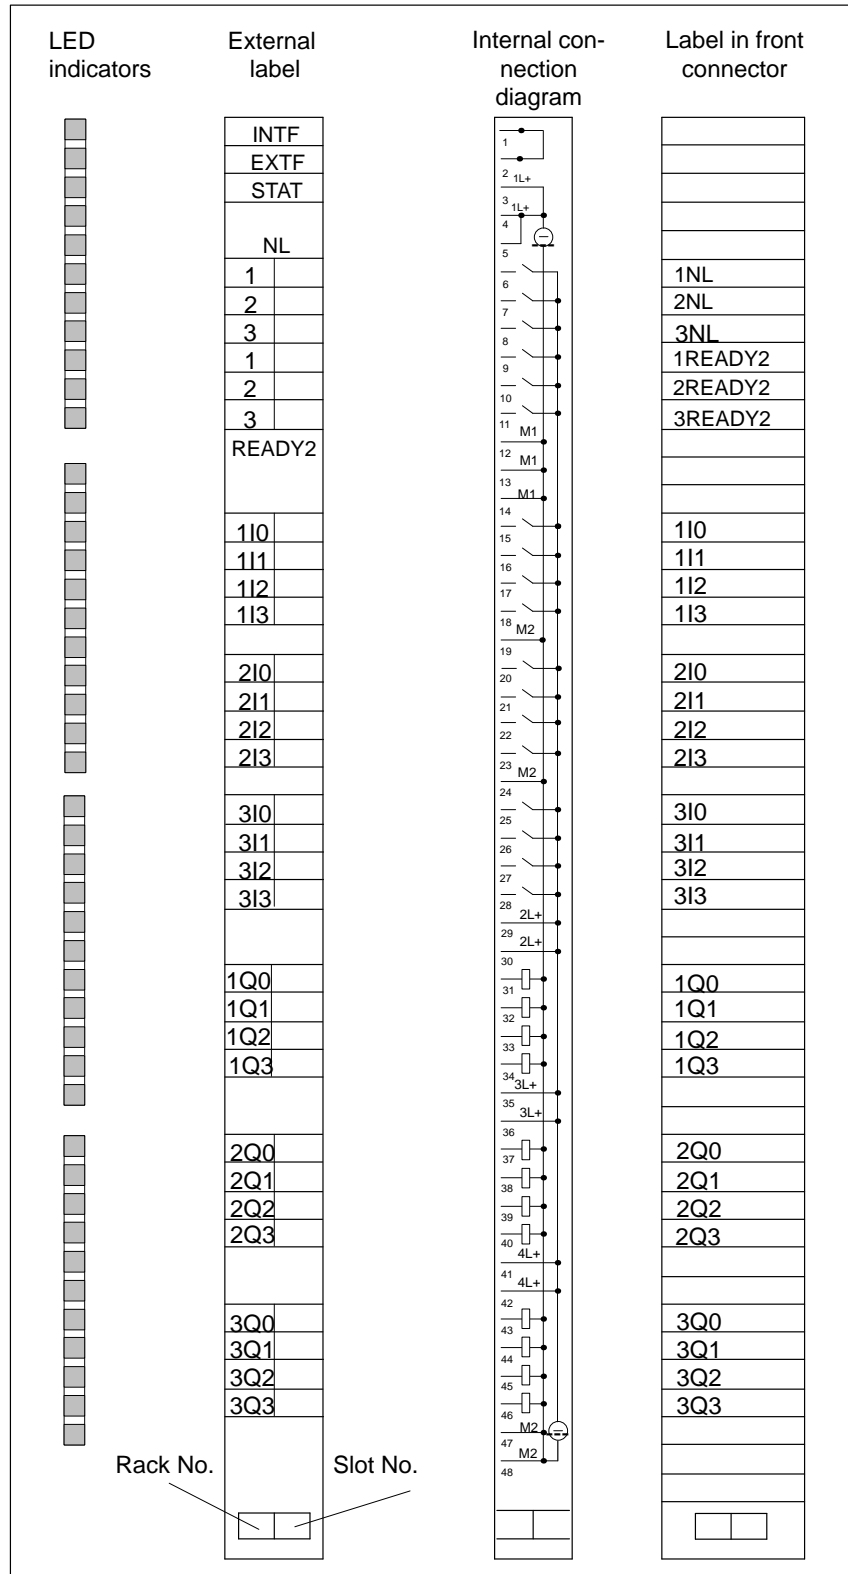 LED
indicators
External
label
Internal con-
nection
diagram
Label in front
connector
INTF
EXTF
STAT
NL
1
2
3
1
2
3
READY2
1I0
1I1
1I2
1I3
2I0
2I1
2I2
2I3
3I0
3I1
3I2
3I3
1Q0
1Q1
1Q2
1Q3
2Q0
2Q1
2Q2
2Q3
3Q0
3Q1
3Q2
3Q3
Rack No.
Slot No.
1
2 1L+
3 1L+
4
5
6
7
8
9
10
11 M1
12 M1
13 M1
14
15
16
17
18 M2
19
20
21
22
23 M2
24
25
26
27
28 2L+
29 2L+
30
31
32
33
34 3L+
35 3L+
36
37
38
39
40 4L+
41 4L+
42
43
44
45
46 M2
47 M2
48
1NL
2NL
3NL
1READY2
2READY2
3READY2
1I0
1I1
1I2
1I3
2I0
2I1
2I2
2I3
3I0
3I1
3I2
3I3
1Q0
1Q1
1Q2
1Q3
2Q0
2Q1
2Q2
2Q3
3Q0
3Q1
3Q2
3Q3